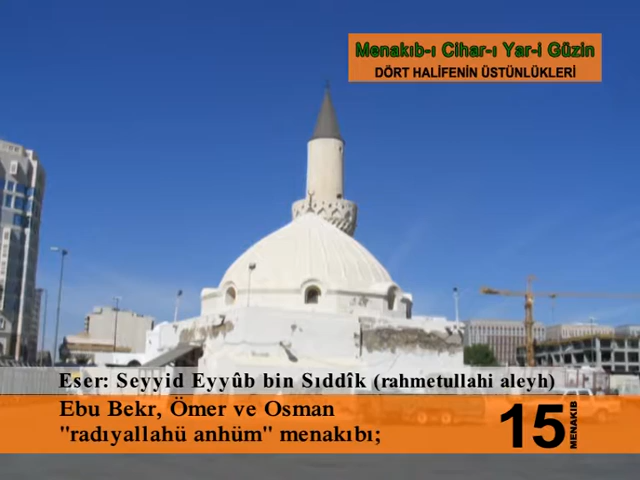 Menakıb-ı Cihar-ı Yar-i Güzin
DÖRT HALİFENİN ÜSTÜNLÜKLERİ
Eser: Seyyid Eyyûb bin Sıddîk (rahmetullahi aleyh)
Ebu Bekr, Ömer ve Osman
"radıyallahü anhüm" menakıbı;
15
MENAKIB